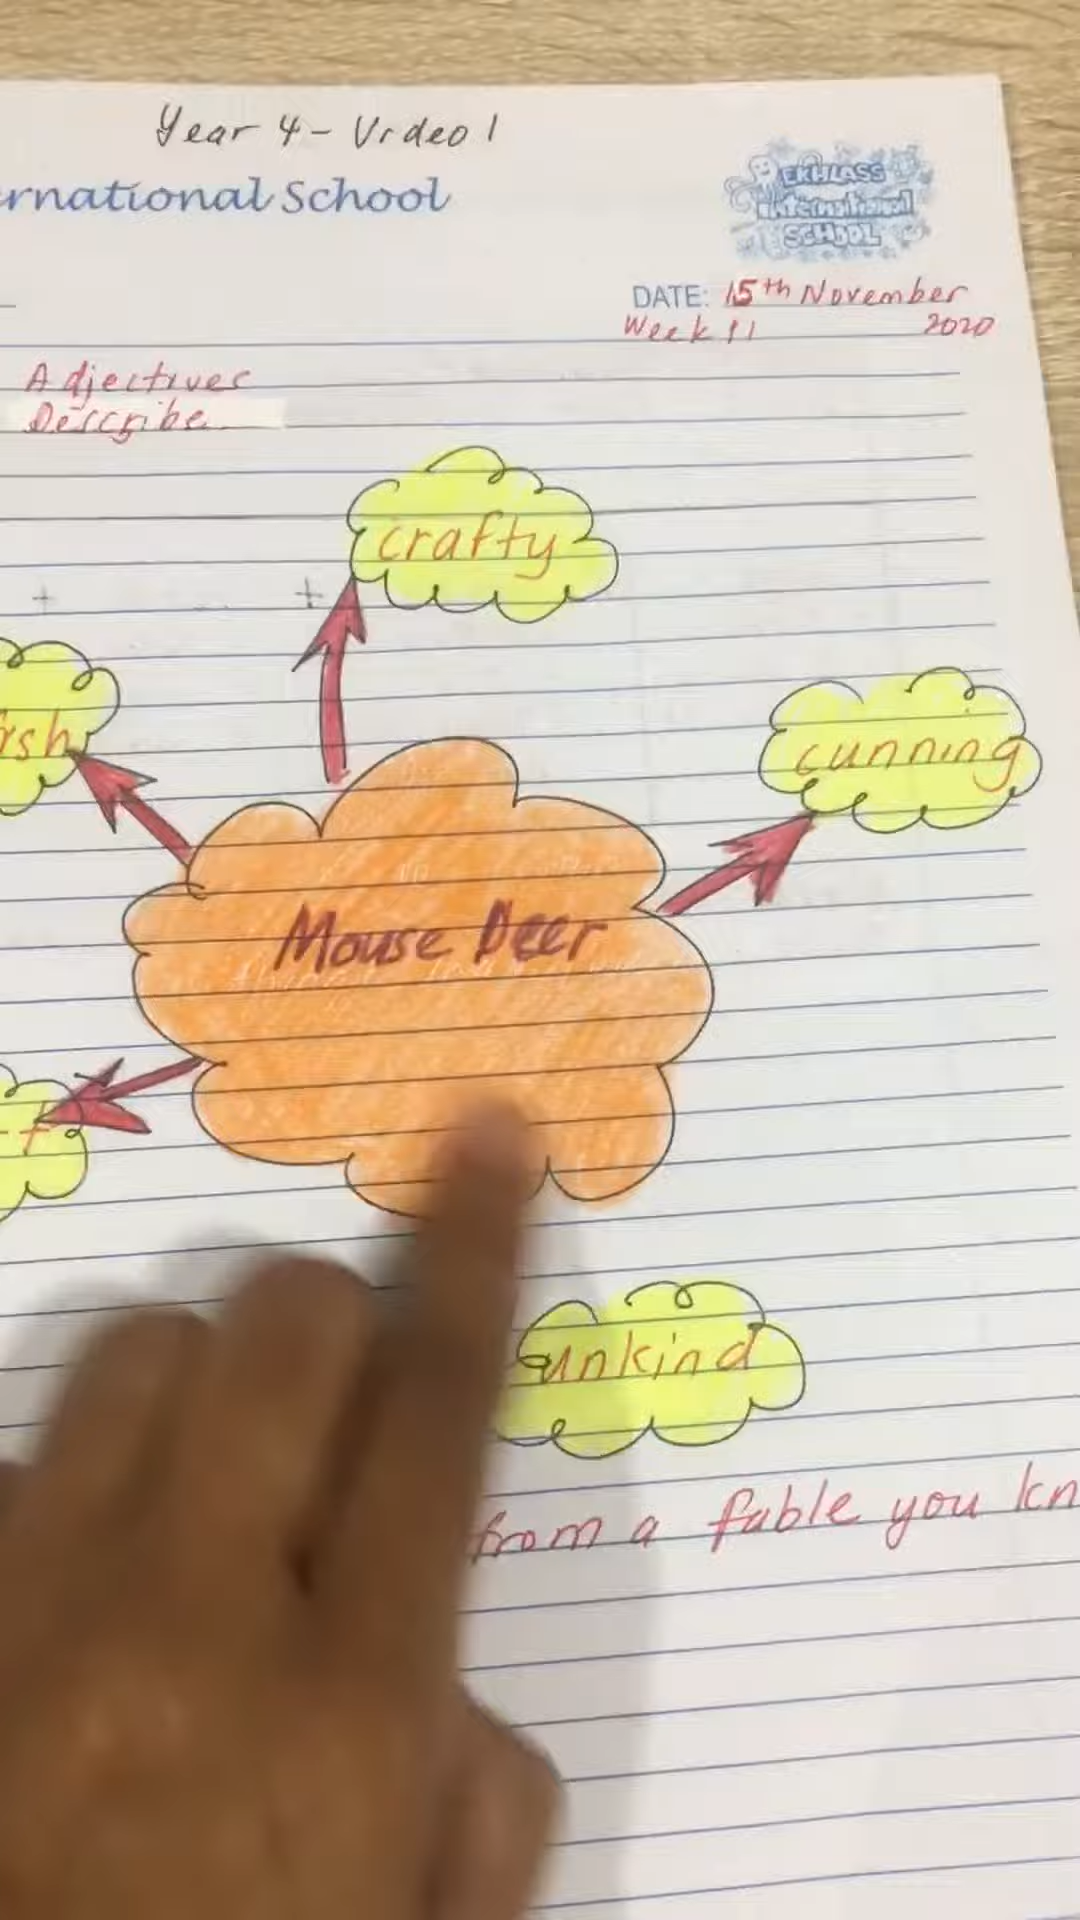 Year 4 - Video 1
ernational School
EKHLASS
International
SCHOOL
DATE: 15th November
Week 11 2020
Adjectives
Describe
crafty
cunning
Mouse Deer
unkind
from a fable you kn